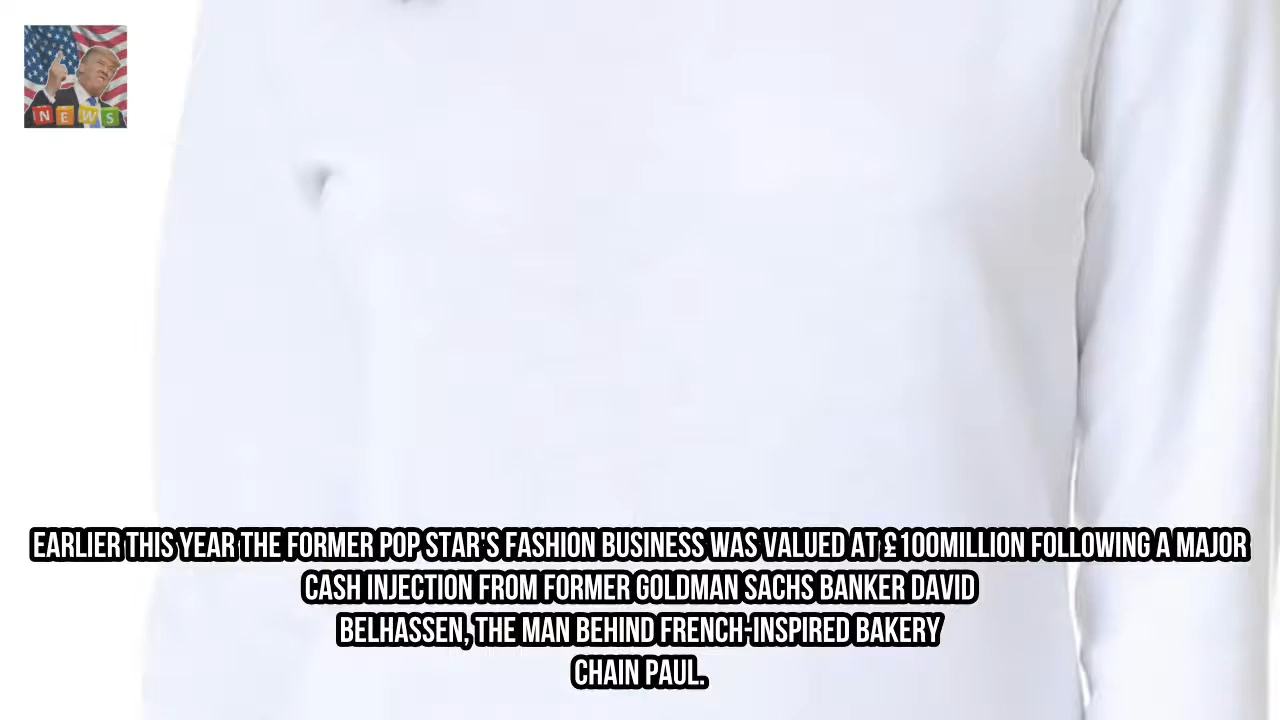 NEWS
EARLIER THIS YEAR THE FORMER POP STAR'S FASHION BUSINESS WAS VALUED AT £100MILLION FOLLOWING A MAJOR
CASH INJECTION FROM FORMER GOLDMAN SACHS BANKER DAVID
BELHASSEN, THE MAN BEHIND FRENCH-INSPIRED BAKERY
CHAIN PAUL.